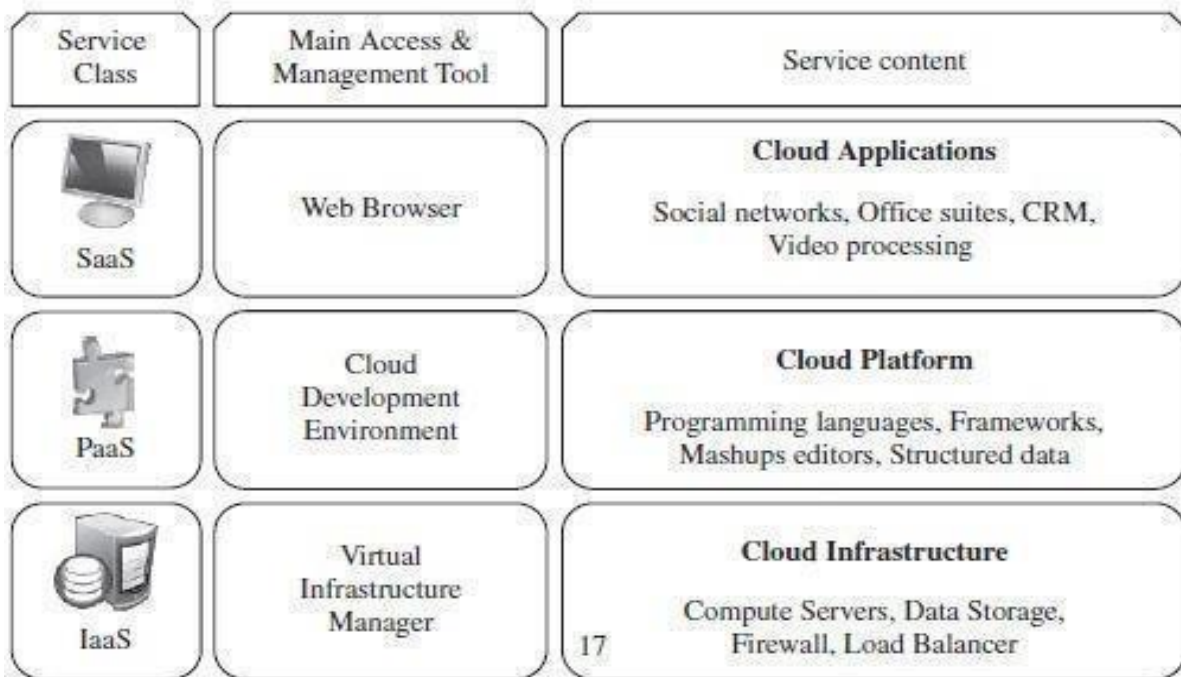 Service
Class
Main Access &
Management Tool
Service content
SaaS
Web Browser
Cloud Applications
Social networks, Office suites, CRM,
Video processing
PaaS
Cloud
Development
Environment
Cloud Platform
Programming languages, Frameworks,
Mashups editors, Structured data
IaaS
Virtual
Infrastructure
Manager
Cloud Infrastructure
Compute Servers, Data Storage,
Firewall, Load Balancer
17